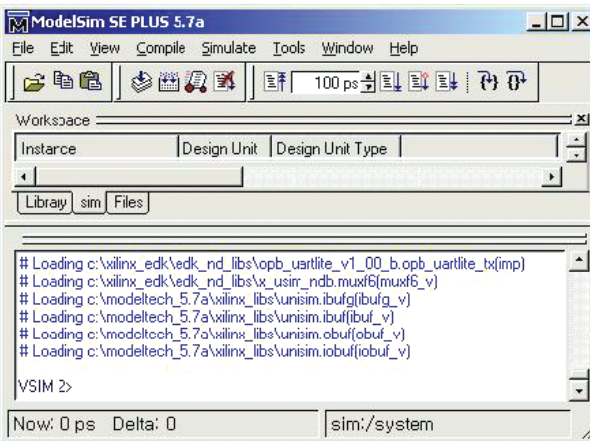 ModelSim SE PLUS 5.7a
File Edit View Compile Simulate Tools Window Help
100 ps
Workspace
Instance Design Unit Design Unit Type
Library sim Files
# Loading c:\xilinx_edk\edk_nd_libs\opb_uartlite_v1_00_b.opb_uartlite_tx(imp)
# Loading c:\xilinx_edk\edk_nd_libs\x_usim_ndb.muxf6(muxf6_v)
# Loading c:\modeltech_5.7a\xilinx_libs\unisim.ibufg(ibufg_v)
# Loading c:\modeltech_5.7a\xilinx_libs\unisim.ibuf(ibuf_v)
# Loading c:\modeltech_5.7a\xilinx_libs\unisim.obuf(obuf_v)
# Loading c:\modeltech_5.7a\xilinx_libs\unisim.iobuf(iobuf_v)
VSIM 2>
Now: 0 ps Delta: 0 sim:/system